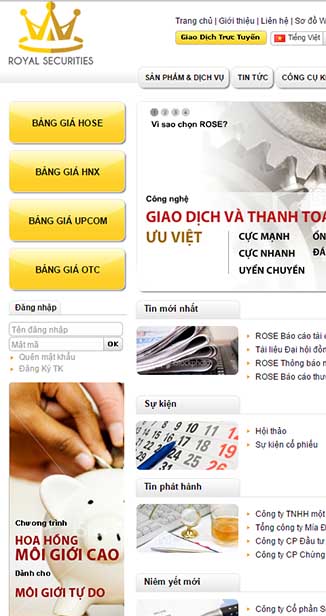 ROYAL SECURITIES
Trang chủ | Giới thiệu | Liên hệ | Sơ đồ
Giao Dịch Trực Tuyến
Tiếng Việt
SẢN PHẨM & DỊCH VỤ
TIN TỨC
CÔNG CỤ
BẢNG GIÁ HOSE
BẢNG GIÁ HNX
BẢNG GIÁ UPCOM
BẢNG GIÁ OTC
1 2 3 4
Vì sao chọn ROSE?
Công nghệ
GIAO DỊCH VÀ THANH TOÁ
ƯU VIỆT
CỰC MẠNH
CỰC NHANH
UYỂN CHUYỂN
Đăng nhập
Tên đăng nhập
Mật mã
OK
Quên mật khẩu
Đăng Ký TK
Chương trình
HOA HỒNG
MÔI GIỚI CAO
Dành cho
MÔI GIỚI TỰ DO
Tin mới nhất
ROSE Báo cáo tài
Tài liệu Đại hội đồn
ROSE Thông báo
ROSE Báo cáo thư
Sự kiện
Hội thảo
Sự kiện cổ phiếu
Tin phát hành
Công ty TNHH một
Tổng công ty Mía Đ
Công ty CP Đầu tư
Công ty CP Chứng
Niêm yết mới
Công ty Cổ phần S